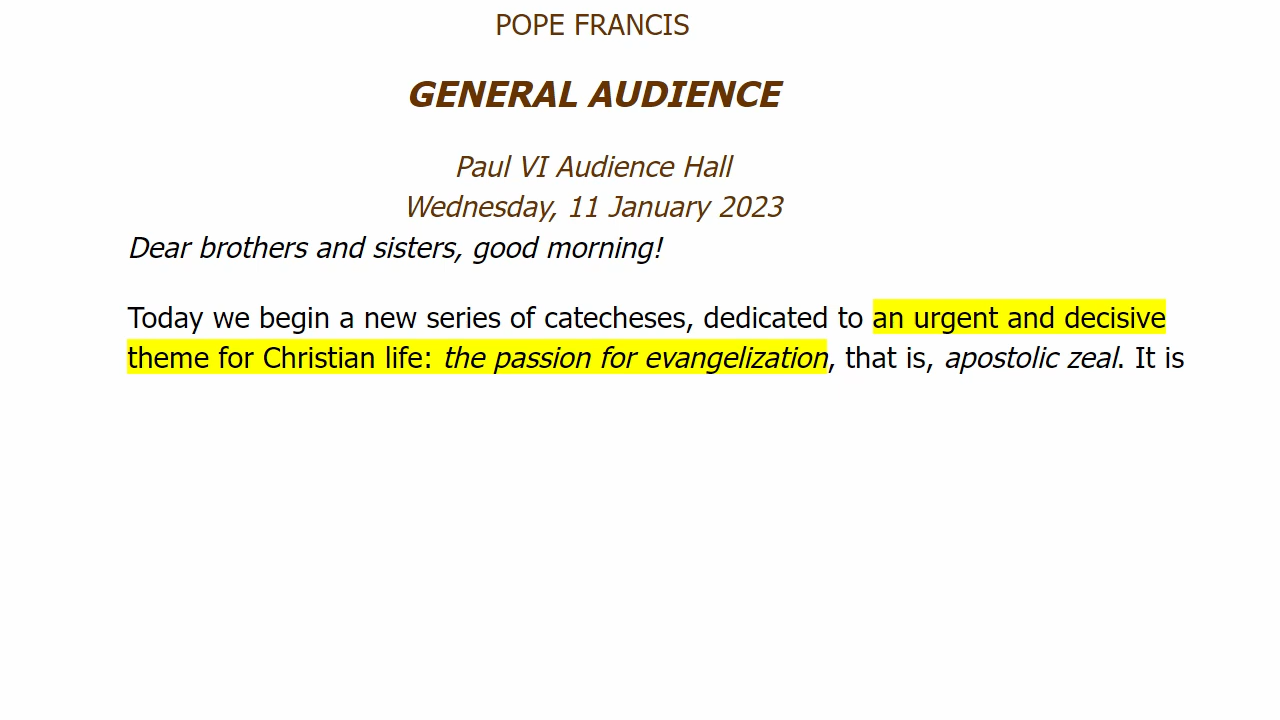 POPE FRANCIS
GENERAL AUDIENCE
Paul VI Audience Hall
Wednesday, 11 January 2023
Dear brothers and sisters, good morning!
Today we begin a new series of catecheses, dedicated to an urgent and decisive
theme for Christian life: the passion for evangelization, that is, apostolic zeal. It is